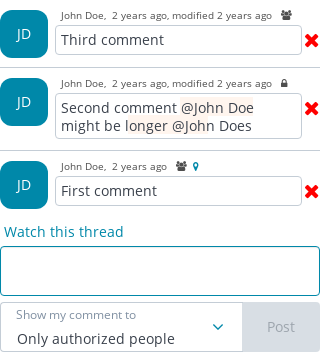 JD
John Doe, 2 years ago, modified 2 years ago
Third comment
JD
John Doe, 2 years ago, modified 2 years ago
Second comment @John Doe
might be longer @John Does
JD
John Doe, 2 years ago
First comment
Watch this thread
Show my comment to
Only authorized people
Post